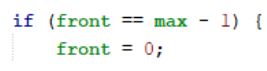 if (front == max - 1) {
front = 0;